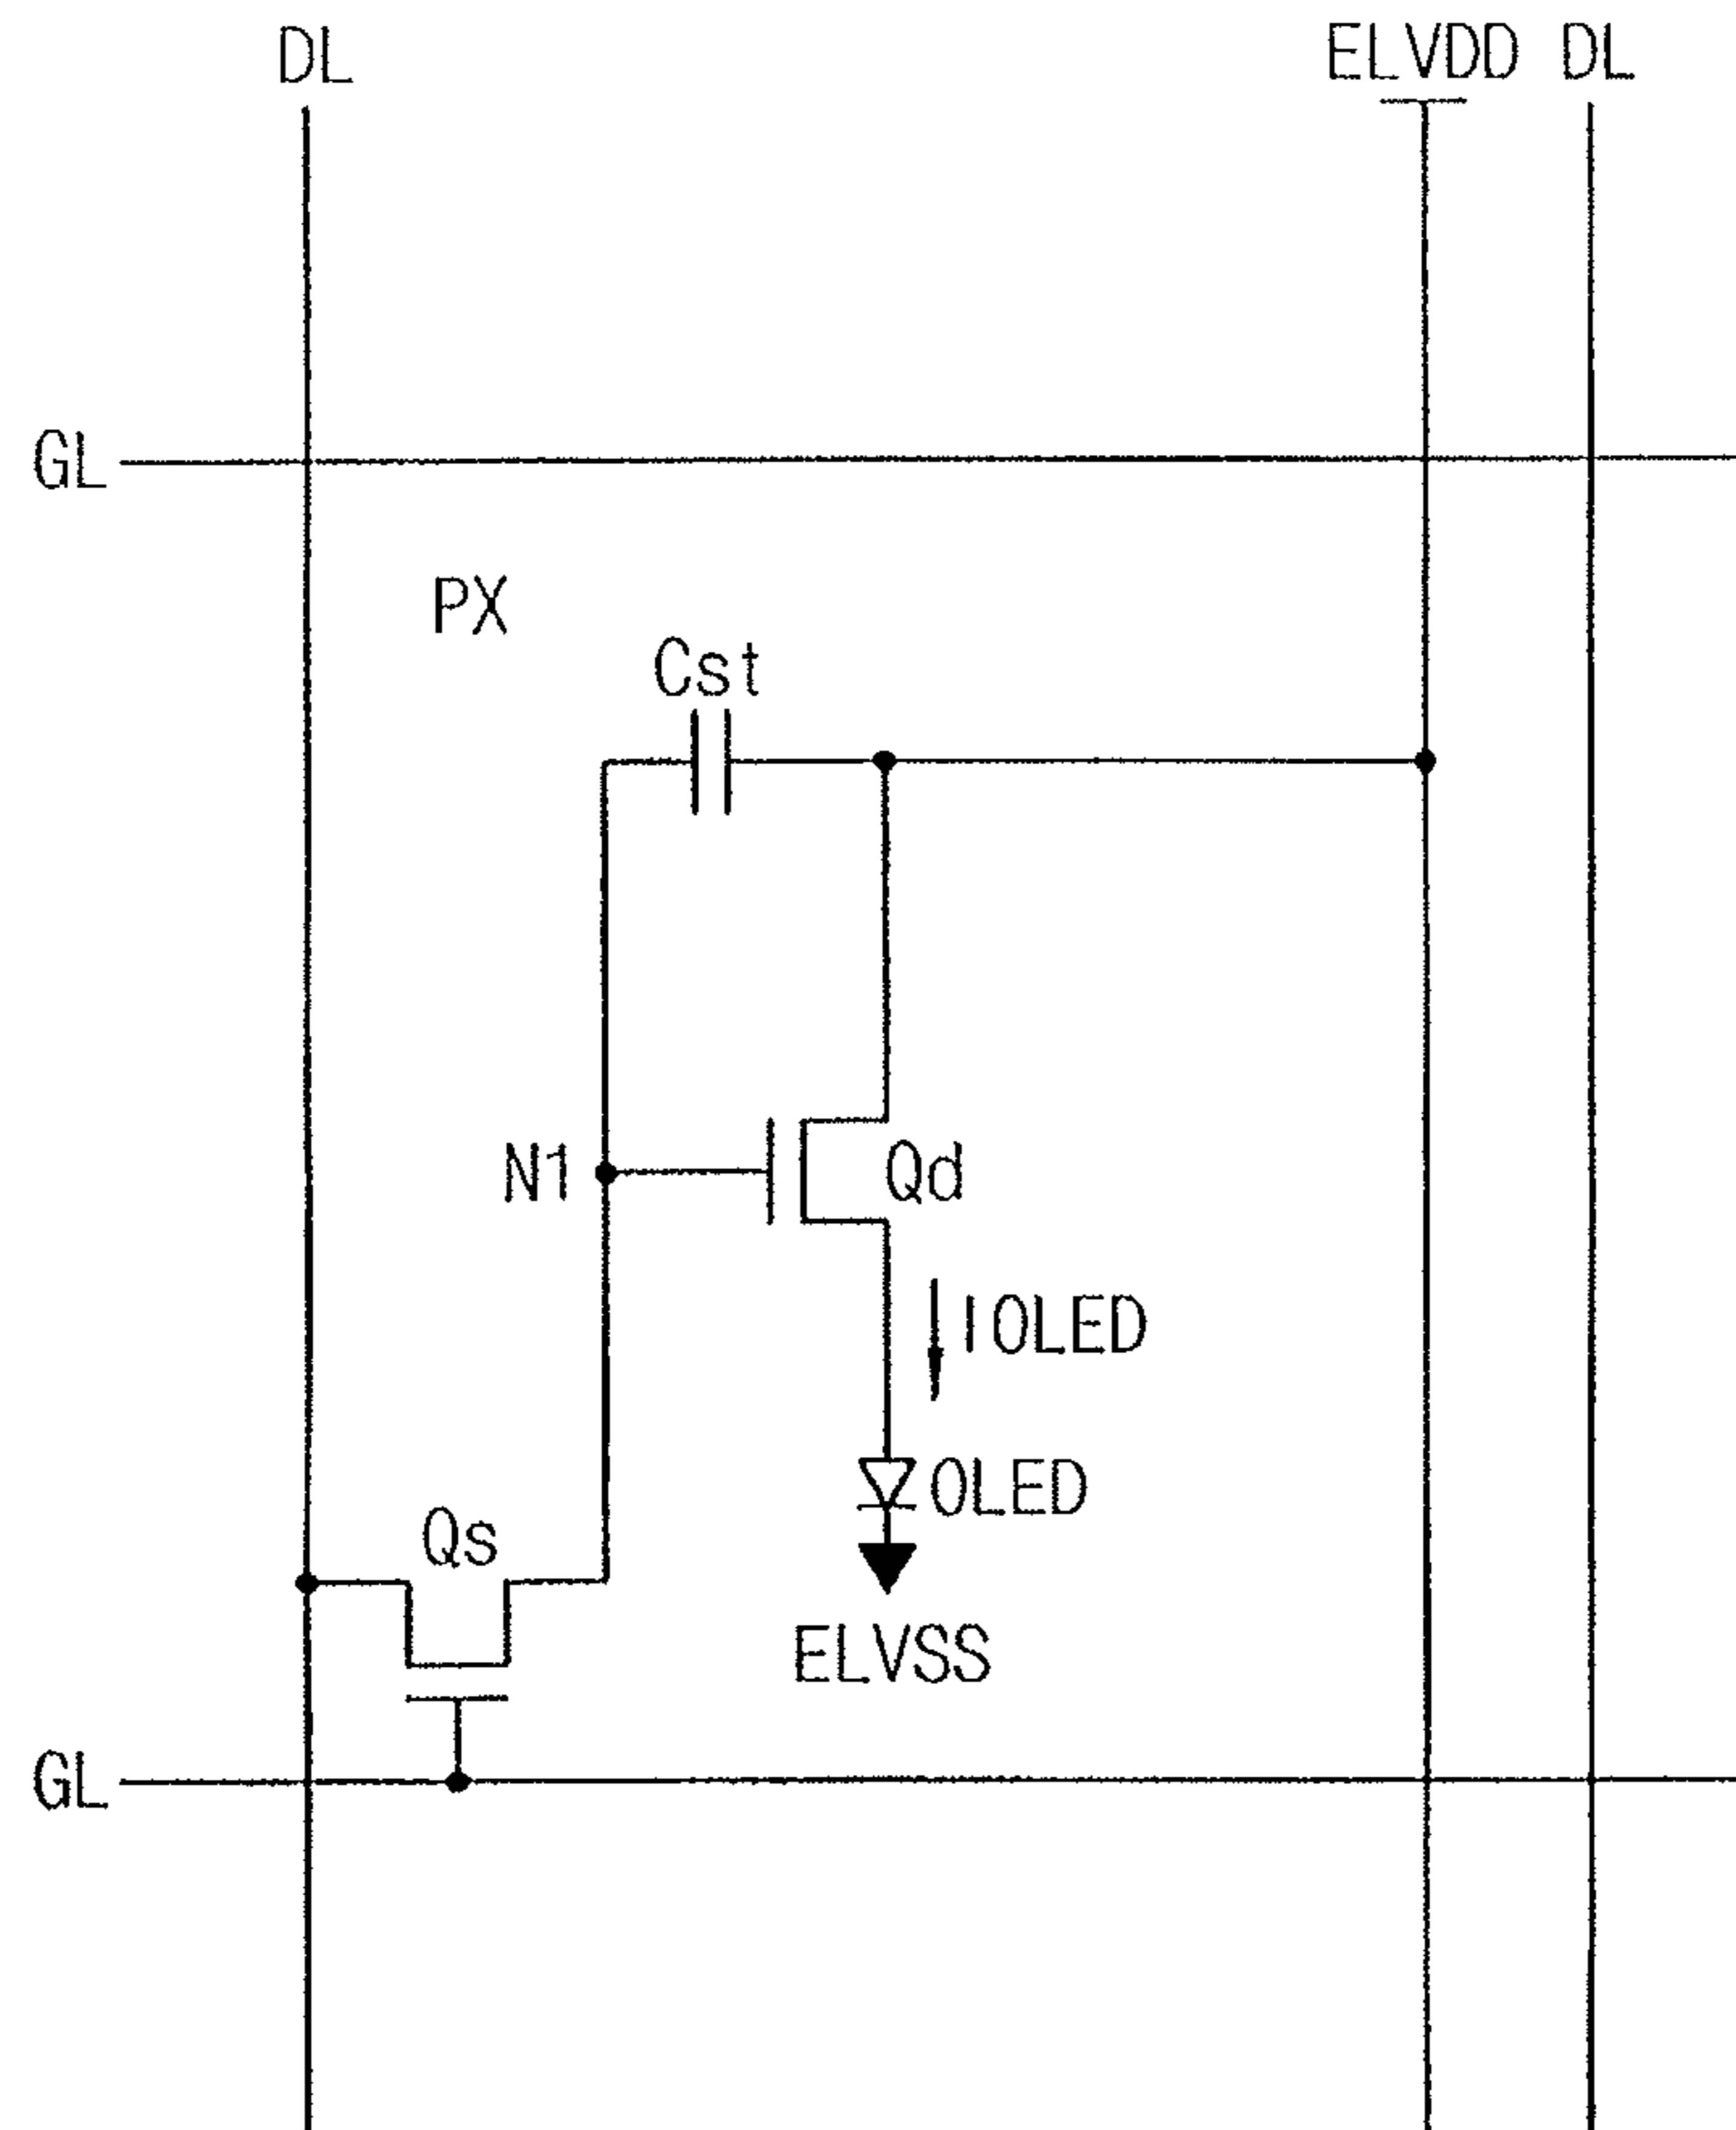 DL
ELVDD DL
GL
PX
Cst
N1
Qd
IOLED
OLED
Qs
ELVSS
GL